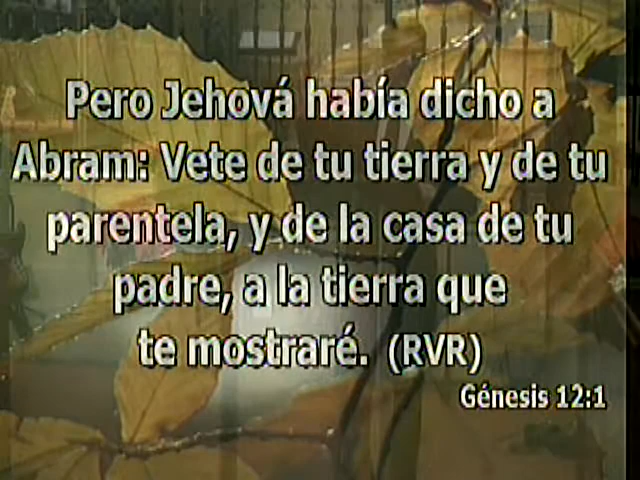 Pero Jehová había dicho a
Abram: Vete de tu tierra y de tu
parentela, y de la casa de tu
padre, a la tierra que
te mostraré. (RVR)
Génesis 12:1